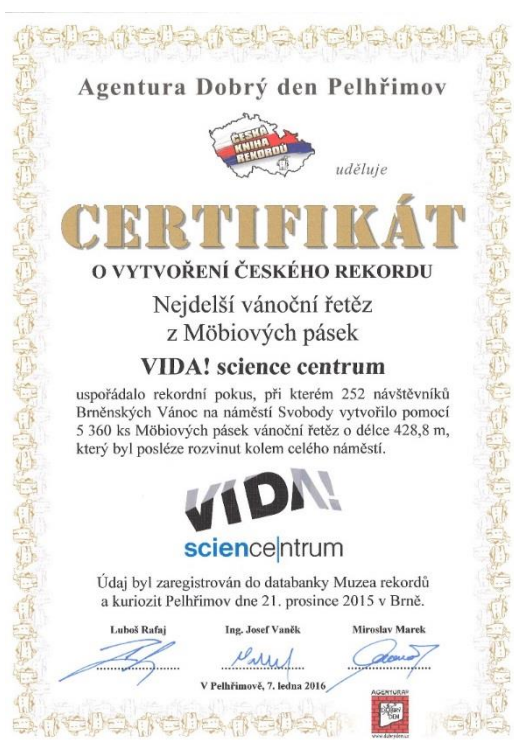 Agentura Dobrý den Pelhřimov
ČESKÁ
KNIHA
REKORDŮ
uděluje
CERTIFIKÁT
O VYTVOŘENÍ ČESKÉHO REKORDU
Nejdelší vánoční řetěz
z Möbiových pásek
VIDA! science centrum
uspořádalo rekordní pokus, při kterém 252 návštěvníků
Brněnských Vánoc na náměstí Svobody vytvořilo pomocí
5 360 ks Möbiových pásek vánoční řetěz o délce 428,8 m,
který byl posléze rozvinut kolem celého náměstí.
VIDA!
science|ntrum
Údaj byl zaregistrován do databanky Muzea rekordů
a kuriozit Pelhřimov dne 21. prosince 2015 v Brně.
Luboš Rafaj Ing. Josef Vaněk Miroslav Marek
V Pelhřimově, 7. ledna 2016
AGENTURA
DOBRÝ
DEN
www.dobryden.cz